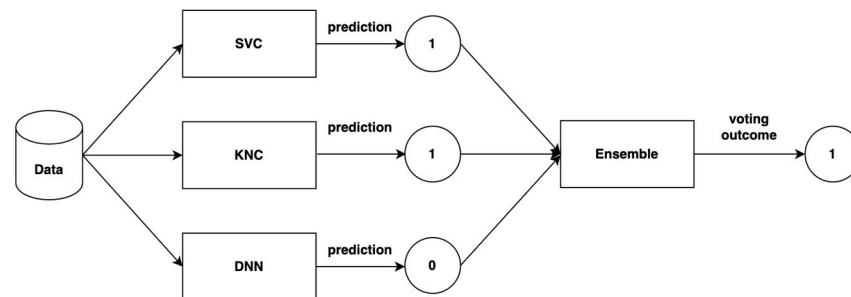 SVC
prediction
1
Data
KNC
prediction
1
Ensemble
voting
outcome
1
DNN
prediction
0